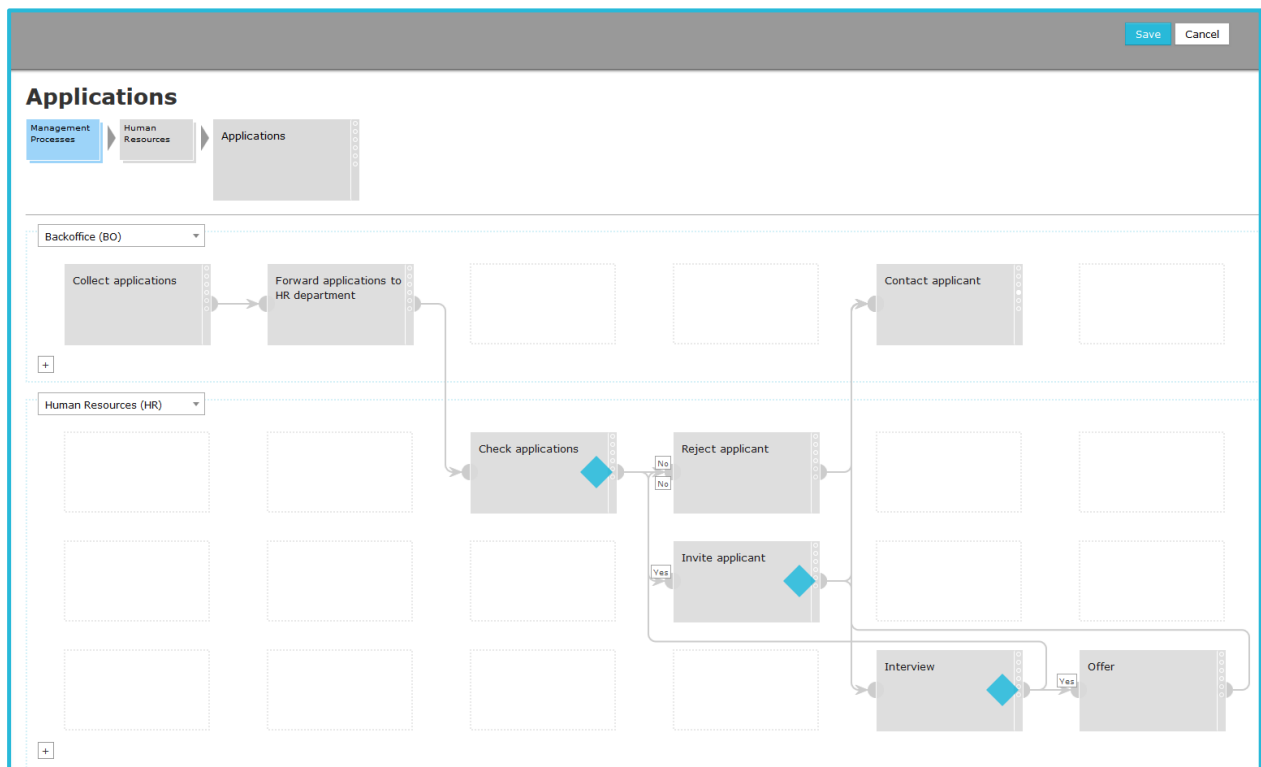 Save Cancel
Applications
Management
Processes
Human
Resources
Applications
Backoffice (BO)
Collect applications
Forward applications to
HR department
Contact applicant
+
Human Resources (HR)
Check applications
No
No
Reject applicant
Yes
Invite applicant
Interview
Yes
Offer
+